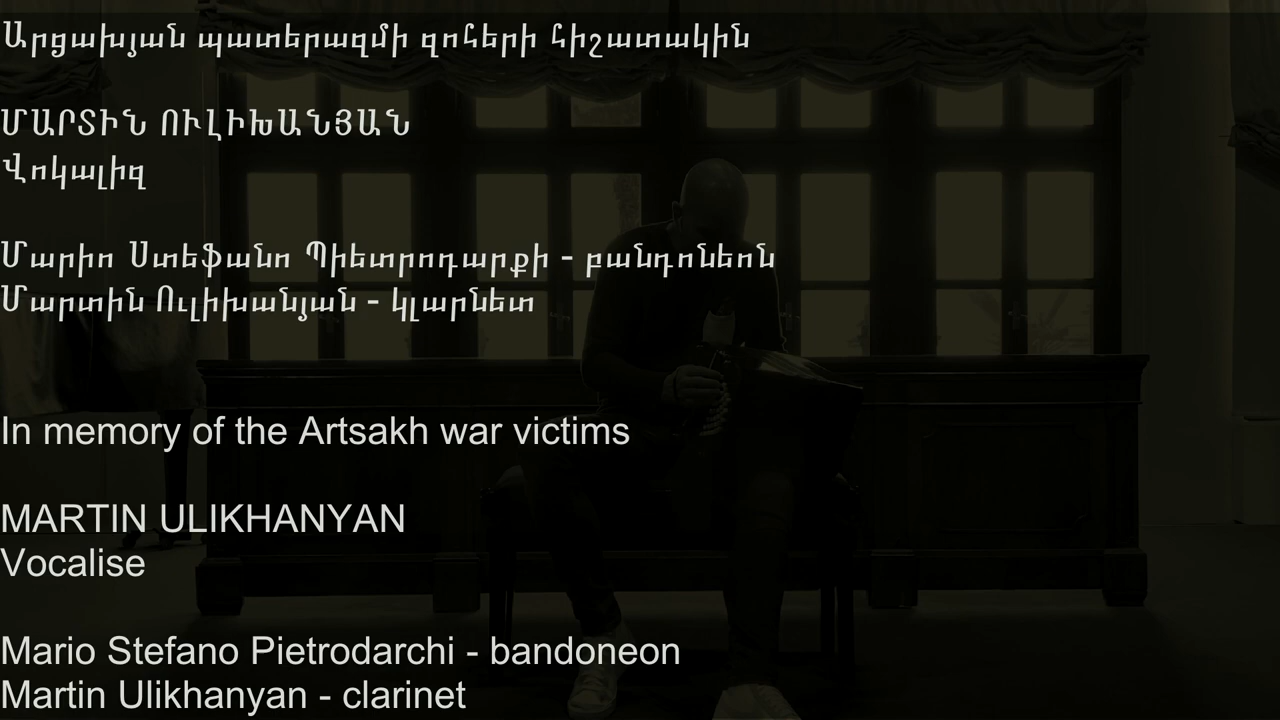 Արցախյան պատերազմի զոհերի հիշատակին
ՄԱՐՏԻՆ ՈՒԼԻԽԱՆՅԱՆ
Վոկալիզ
Մարիո Ստեֆանո Պիետրոդարքի - բանդոնեոն
Մարտին Ուլիխանյան - կլարնետ
In memory of the Artsakh war victims
MARTIN ULIKHANYAN
Vocalise
Mario Stefano Pietrodarchi - bandoneon
Martin Ulikhanyan - clarinet